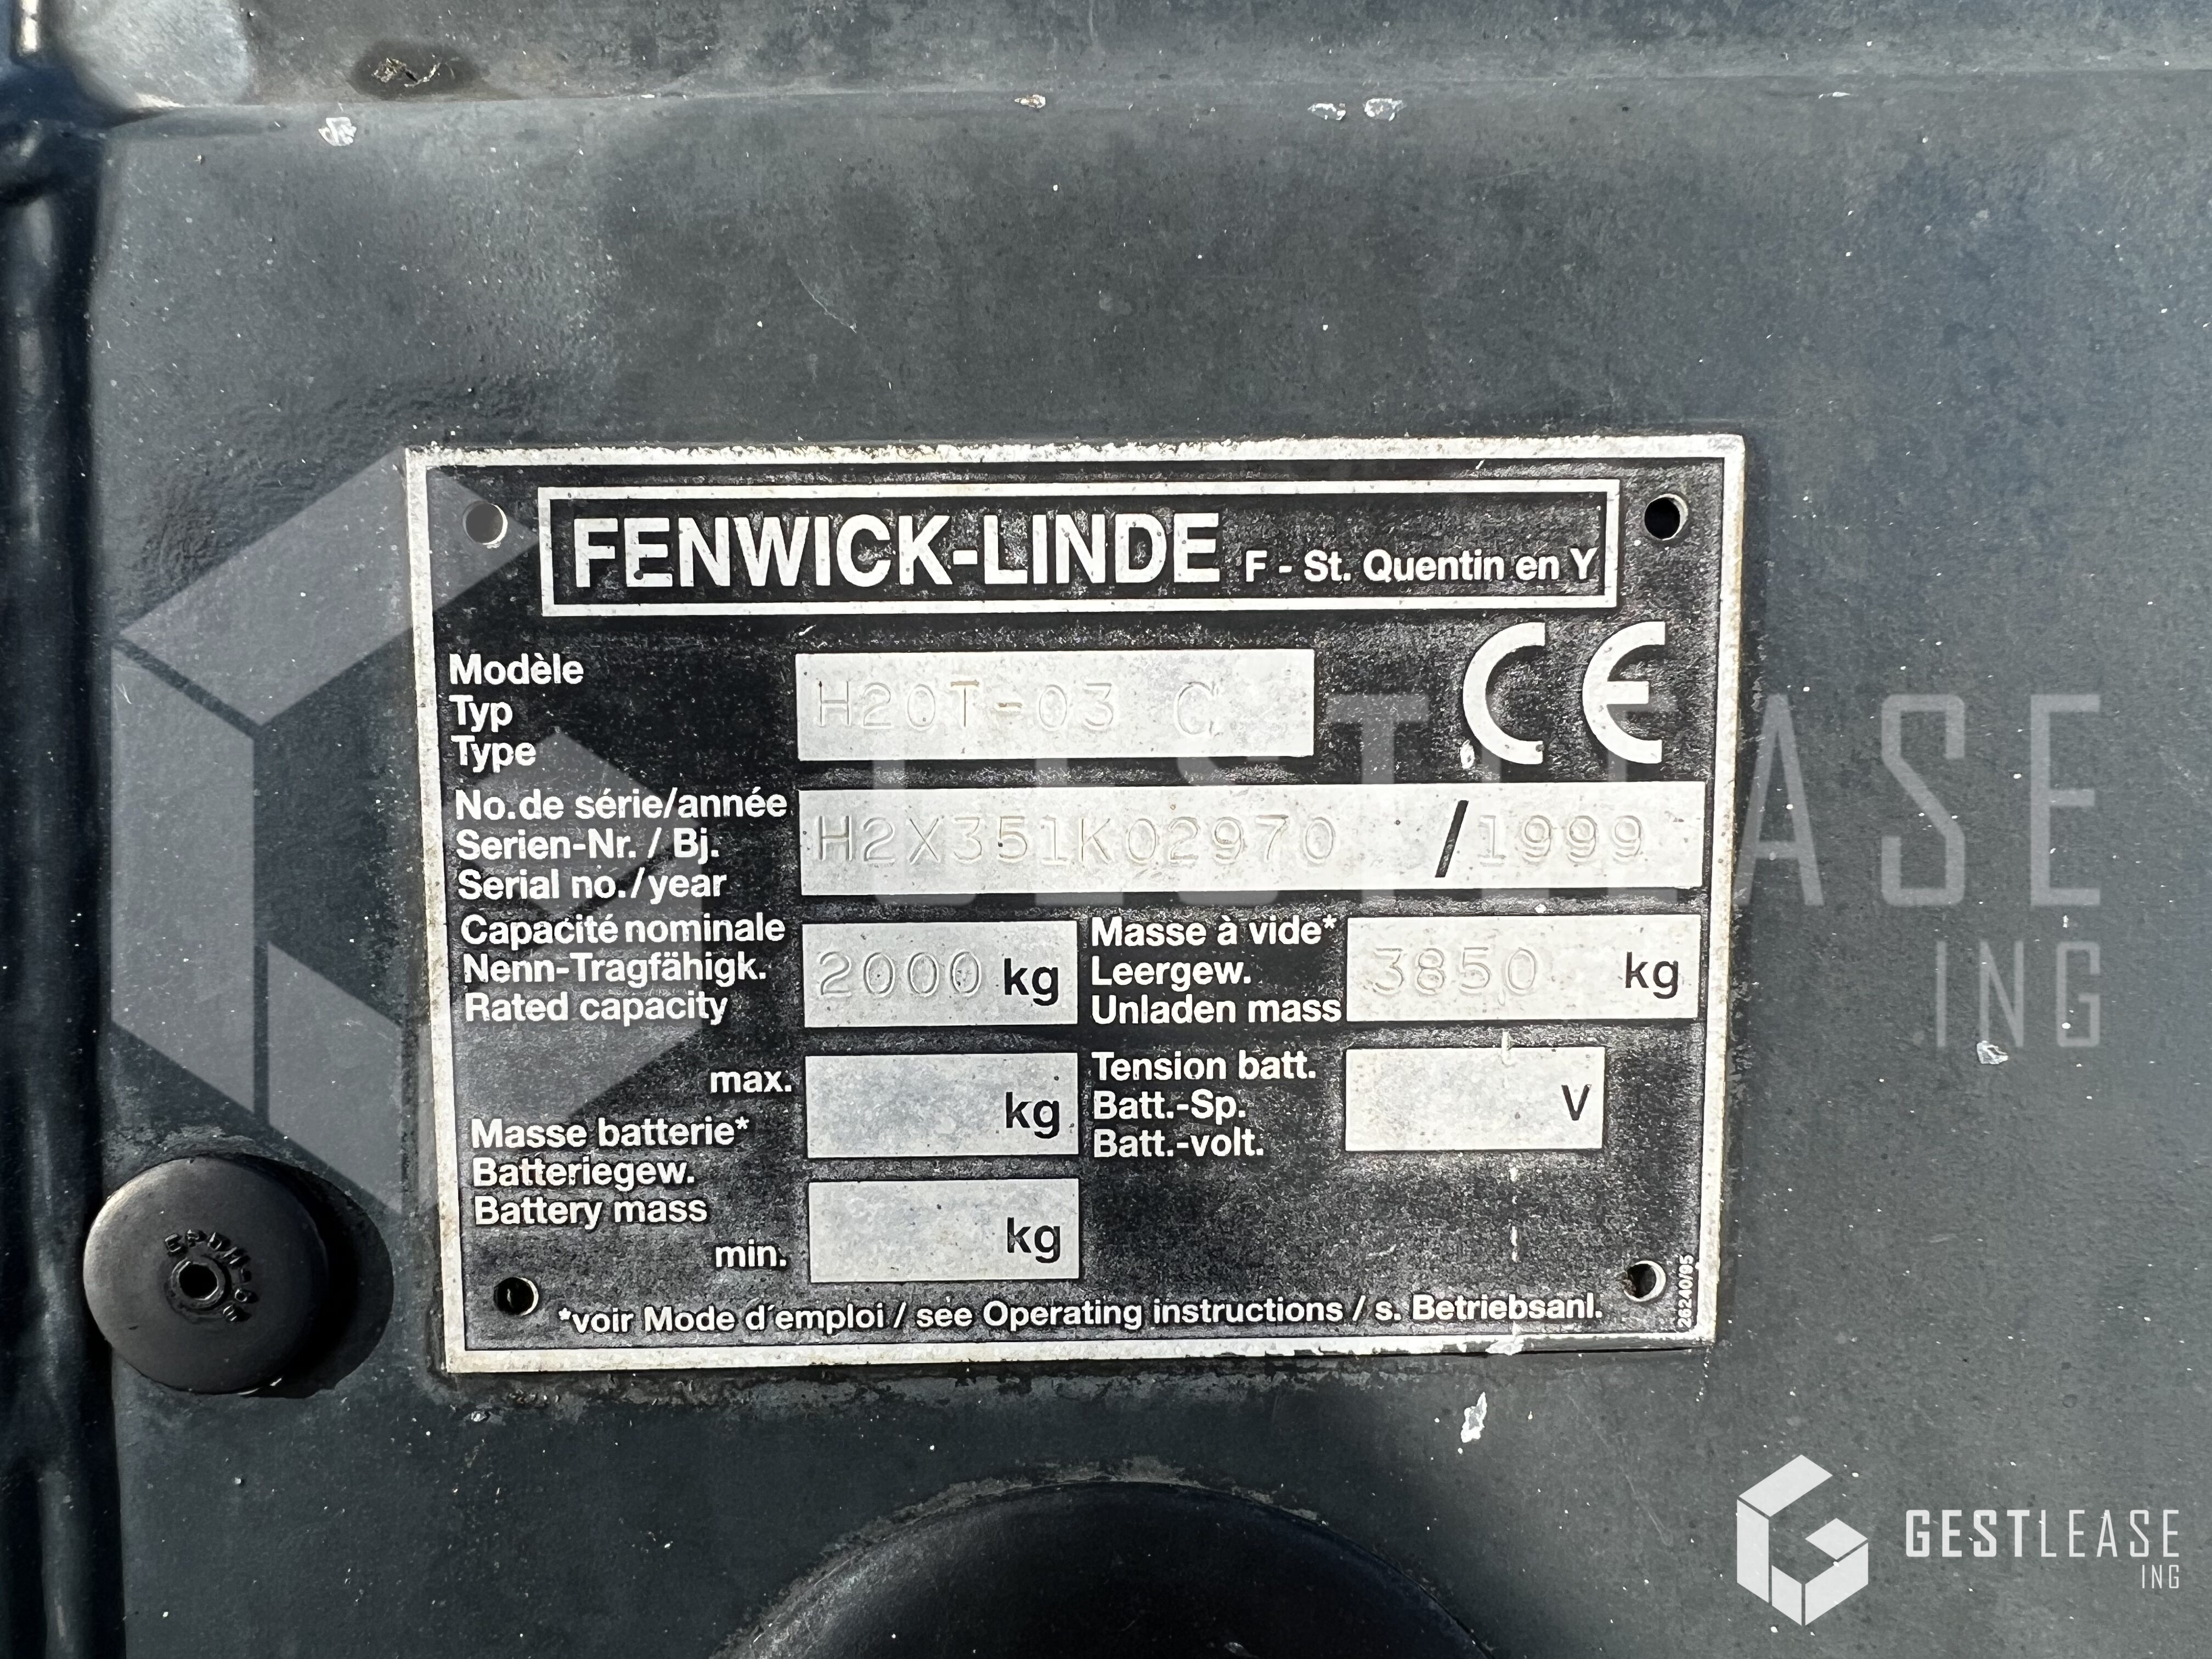 FENWICK-LINDE F - St. Quentin en Y
Modèle
Typ
Type
H20T-03 G
CE
No.de série/année
Serien-Nr. / Bj.
Serial no./year
H2X351K02970 / 1999
Capacité nominale
Nenn-Tragfähigk.
Rated capacity
2000 kg
Masse à vide*
Leergew.
Unladen mass
3850 kg
max.
kg
Tension batt.
Batt.-Sp.
Batt.-volt.
V
Masse batterie*
Batteriegew.
Battery mass
min.
kg
*voir Mode d'emploi / see Operating instructions / s. Betriebsanl.
26240/95
GESTLEASE
ING
GESTLEASE
ING